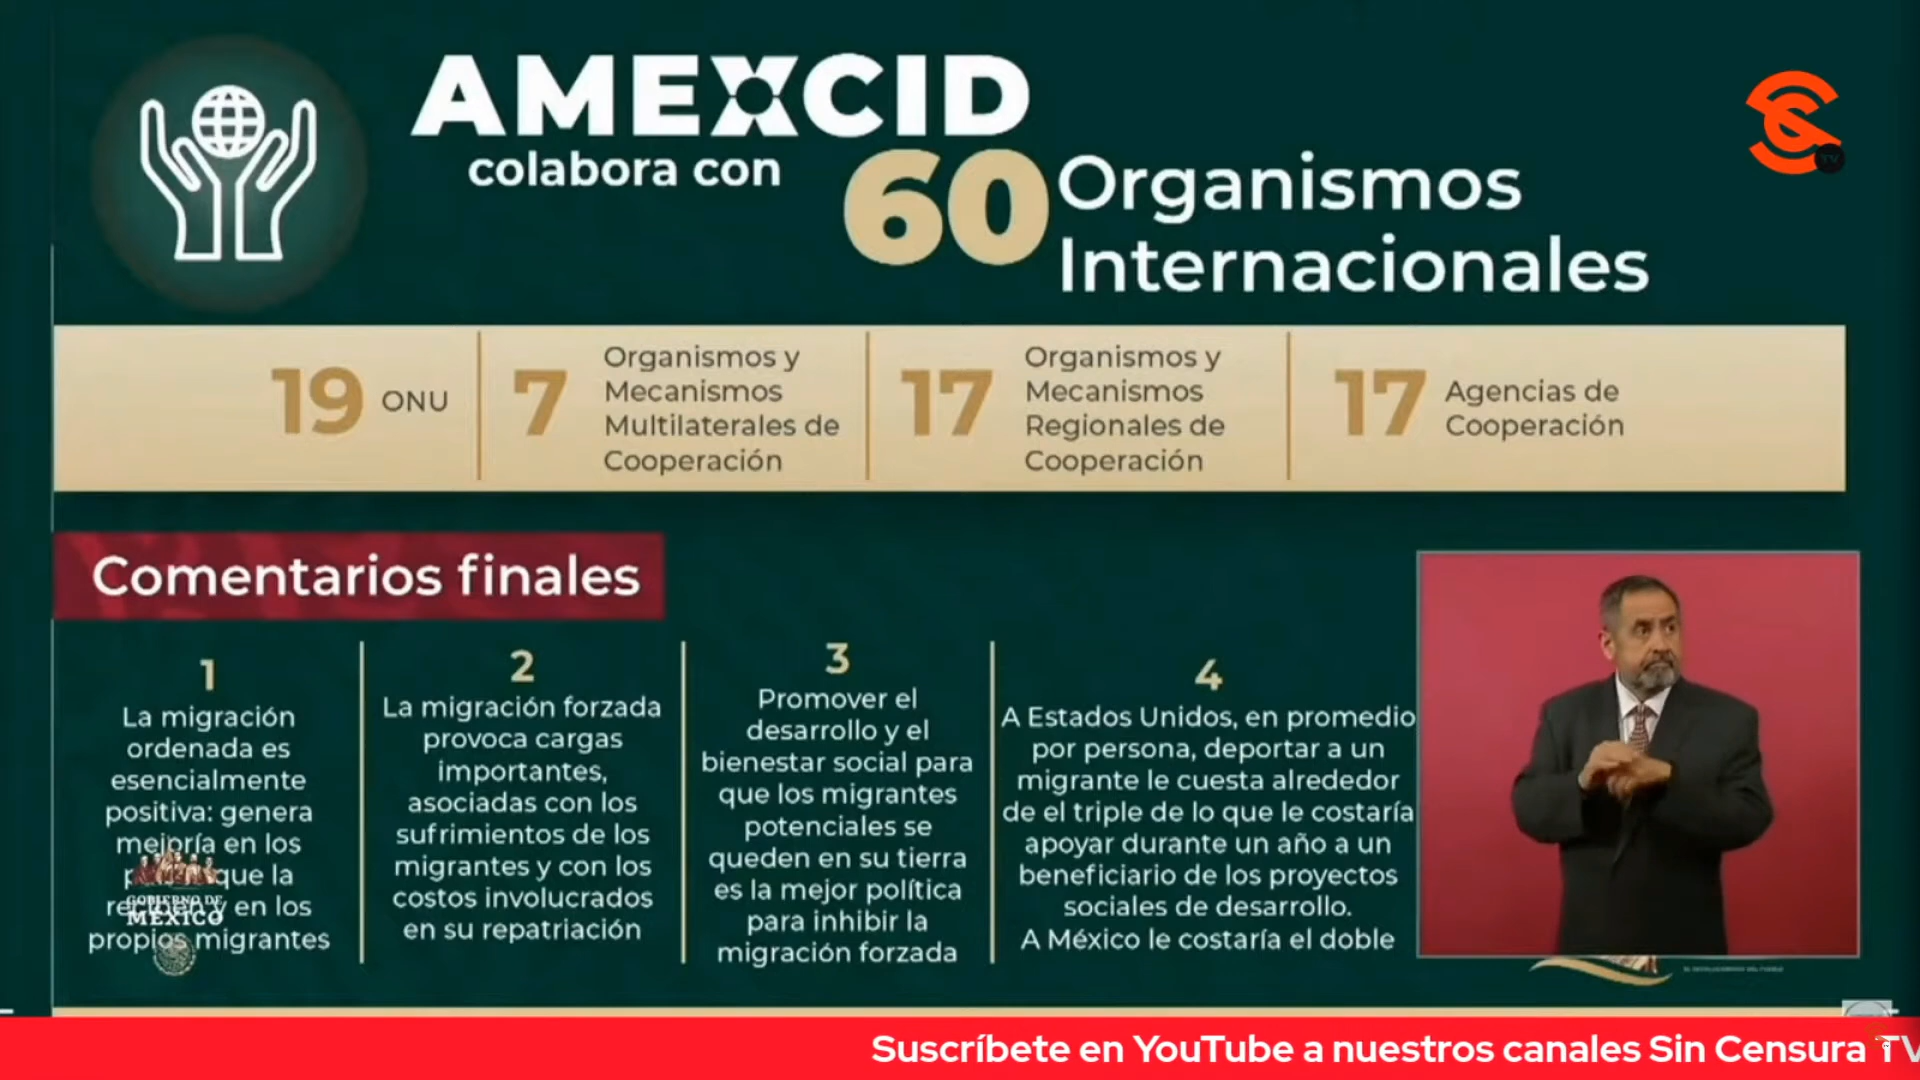 AMEXCID
colabora con
60 Organismos
Internacionales
TV
19 ONU
7 Organismos y
Mecanismos
Multilaterales de
Cooperación
17 Organismos y
Mecanismos
Regionales de
Cooperación
17 Agencias de
Cooperación
Comentarios finales
1
La migración
ordenada es
esencialmente
positiva: genera
mejoría en los
que la
y en los
propios migrantes
GOBIERNO DE
MÉXICO
2
La migración forzada
provoca cargas
importantes,
asociadas con los
sufrimientos de los
migrantes y con los
costos involucrados
en su repatriación
3
Promover el
desarrollo y el
bienestar social para
que los migrantes
potenciales se
queden en su tierra
es la mejor política
para inhibir la
migración forzada
4
A Estados Unidos, en promedio
por persona, deportar a un
migrante le cuesta alrededor
de el triple de lo que le costaría
apoyar durante un año a un
beneficiario de los proyectos
sociales de desarrollo.
A México le costaría el doble
Suscríbete en YouTube a nuestros canales Sin Censura TV